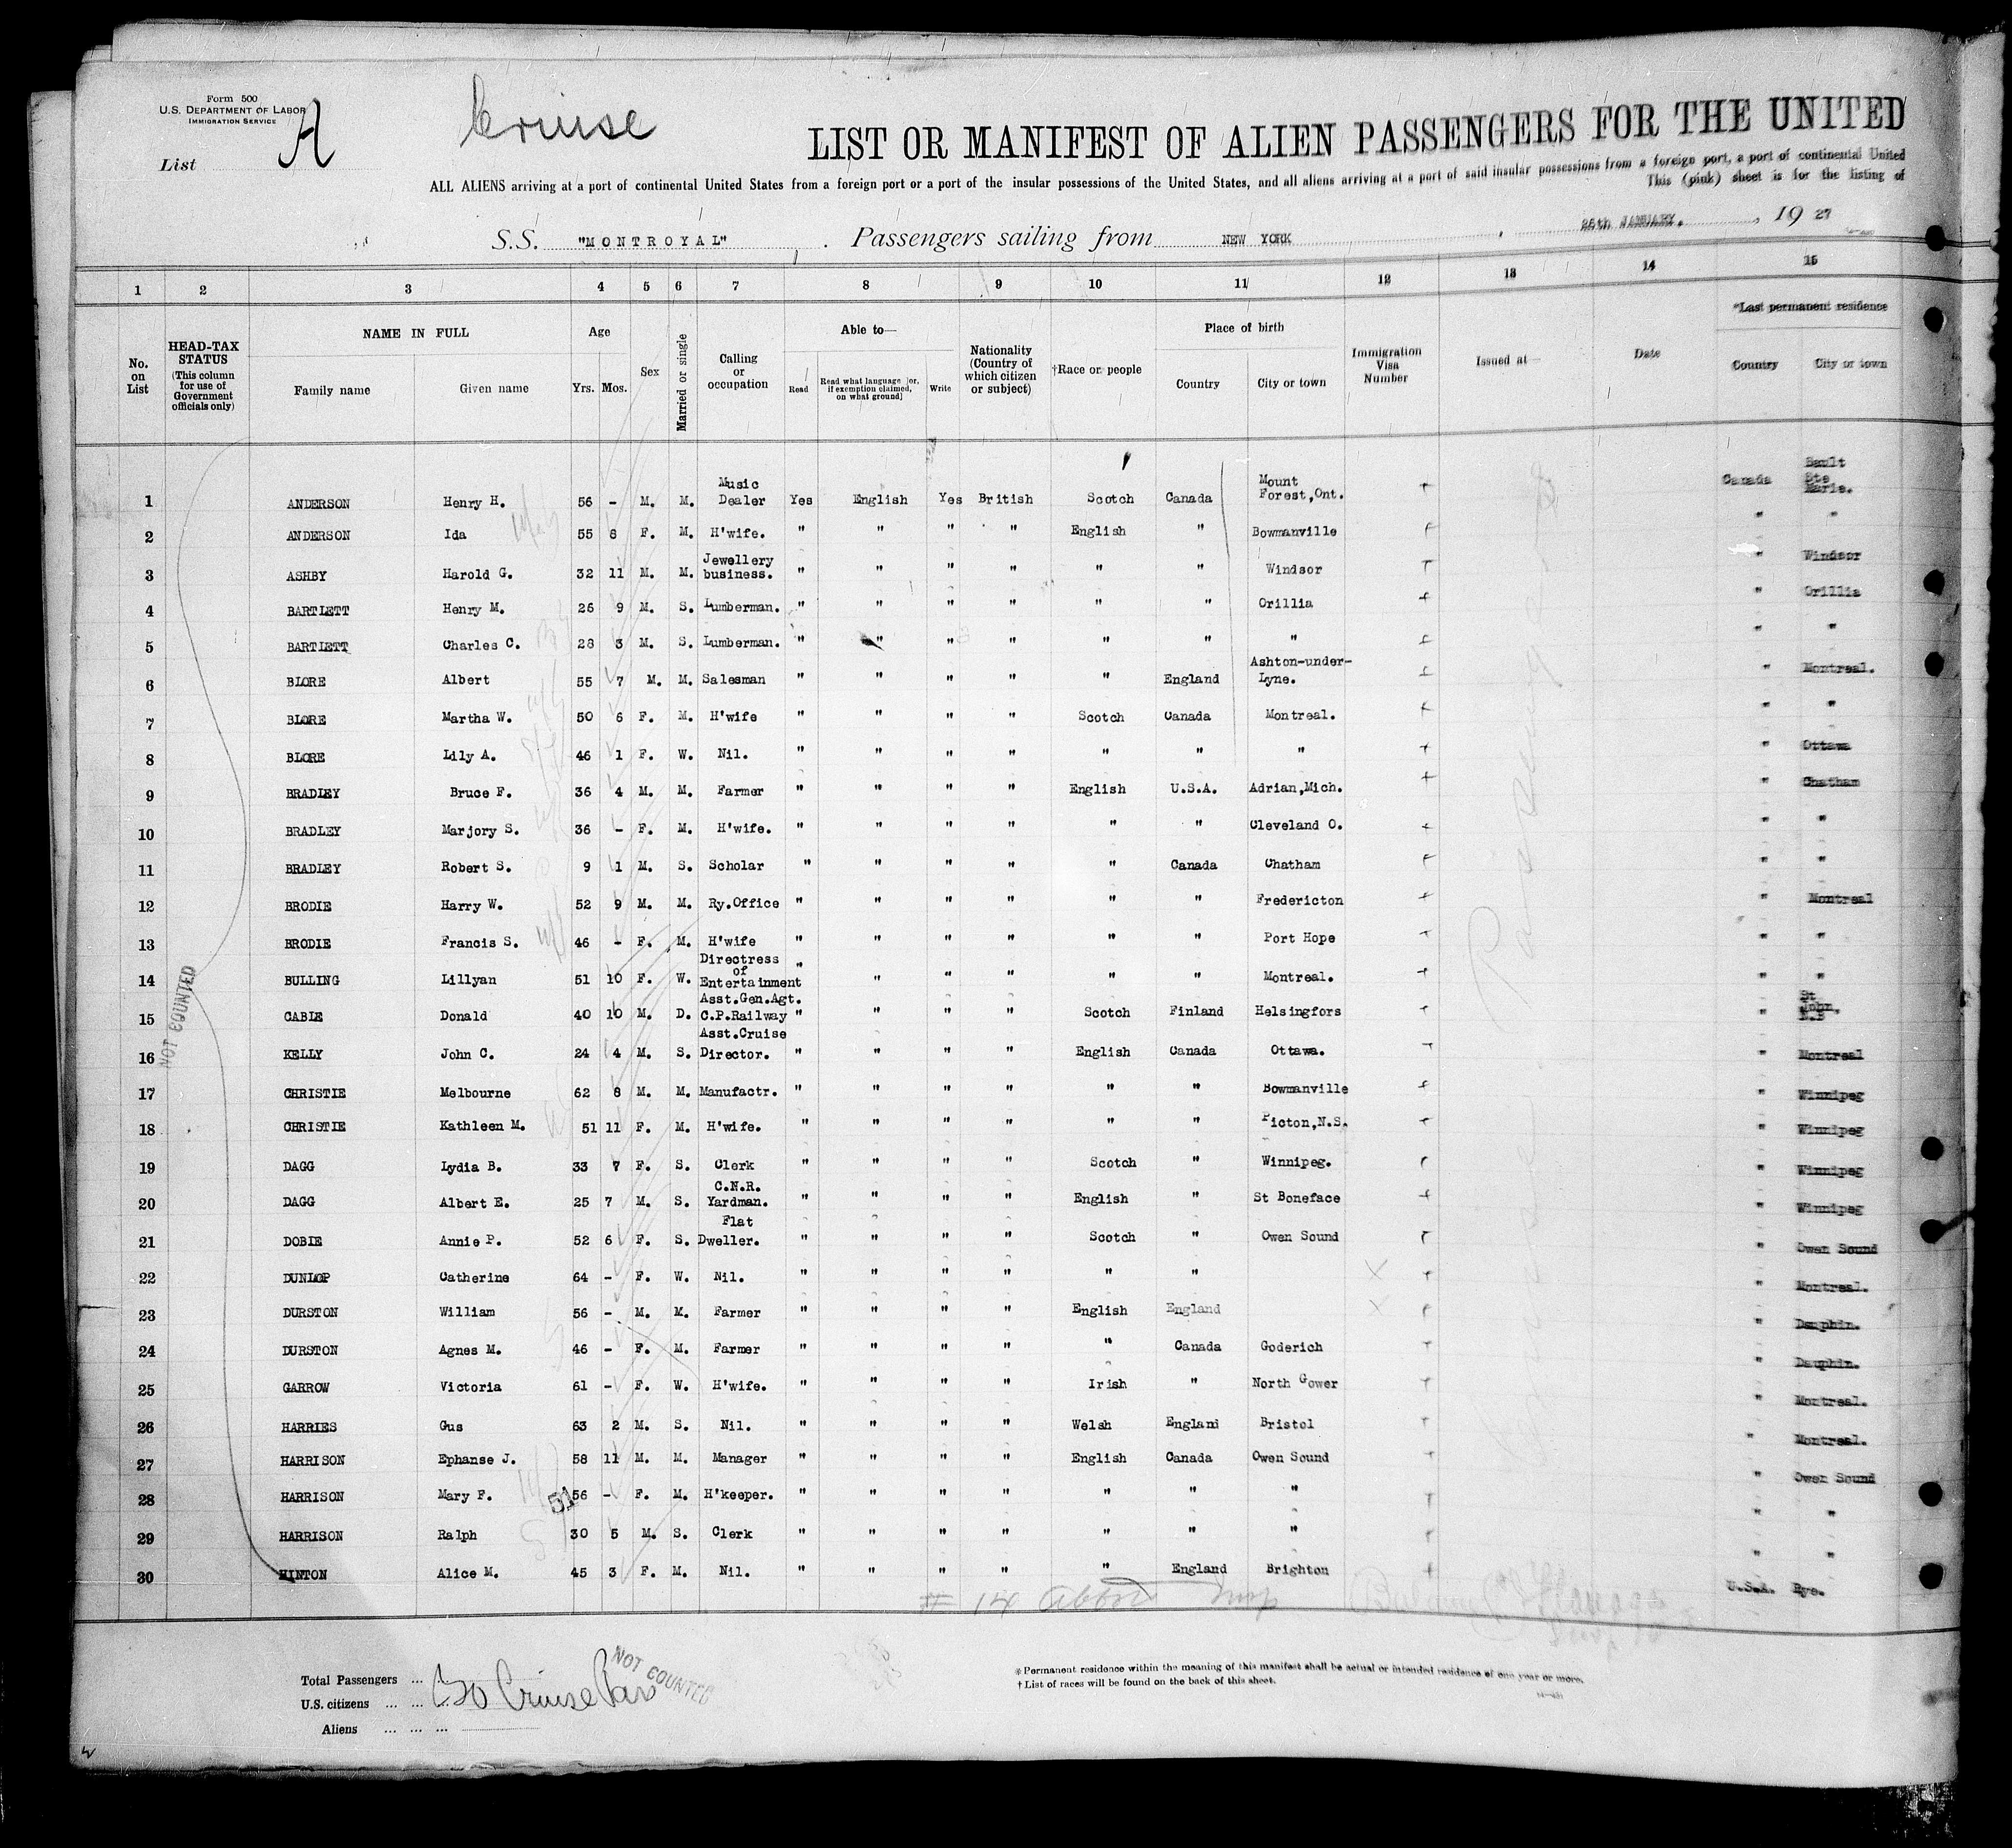 Form 500
U.S. DEPARTMENT OF LABOR
IMMIGRATION SERVICE
List A
Cruise
LIST OR MANIFEST OF ALIEN PASSENGERS FOR THE UNITED
ALL ALIENS arriving at a port of continental United States from a foreign port or a port of the insular possessions of the United States, and all aliens arriving at a port of said insular possessions from a foreign port, a port of continental United
This (pink) sheet is for the listing of
S.S. "MONTROYAL" Passengers sailing from NEW YORK, 25th JANUARY, 19 27
1 2 3 4 5 6 7 8 9 10 11 12 13 14 15
No. on List
HEAD-TAX STATUS (This column for use of Government officials only)
NAME IN FULL
Family name Given name
Age
Yrs. Mos.
Sex
Married or single
Calling or occupation
Able to—
Read Read what language [or, if exemption claimed, on what ground] Write
Nationality (Country of which citizen or subject)
†Race or people
Place of birth
Country City or town
Immigration Visa Number
Issued at—
Date
*Last permanent residence
Country City or town
1 ANDERSON Henry H. 56 - M. M. Music Dealer Yes English Yes British Scotch Canada Mount Forest,Ont. Canada Sault Ste Marie.
2 ANDERSON Ida 55 8 F. M. H'wife. " " " " English " Bowmanville " "
3 ASHBY Harold G. 32 11 M. M. Jewellery business. " " " " " " Windsor " Windsor
4 BARTLETT Henry M. 26 9 M. S. Lumberman. " " " " " " Orillia " Orillia
5 BARTLETT Charles C. 28 3 M. S. Lumberman. " " " " " " " " "
6 BLORE Albert 55 7 M. M. Salesman " " " " " England Ashton-under-Lyne. " Montreal.
7 BLORE Martha W. 50 6 F. M. H'wife " " " " Scotch Canada Montreal. " "
8 BLORE Lily A. 46 1 F. W. Nil. " " " " " " " " Ottawa
9 BRADLEY Bruce F. 36 4 M. M. Farmer " " " " English U.S.A. Adrian,Mich. " Chatham
10 BRADLEY Marjory S. 36 - F. M. H'wife. " " " " " " Cleveland O. " "
11 BRADLEY Robert S. 9 1 M. S. Scholar " " " " " Canada Chatham " "
12 BRODIE Harry W. 52 9 M. M. Ry.Office " " " " " " Fredericton " Montreal
13 BRODIE Francis S. 46 - F. M. H'wife " " " " " " Port Hope " "
14 BULLING Lillyan 51 10 F. W. Directress of Entertainment " " " " " " Montreal. " "
15 CABLE Donald 40 10 M. D. Asst.Gen.Agt. C.P.Railway " " " " Scotch Finland Helsingfors " St John, N.B
16 KELLY John C. 24 4 M. S. Asst.Cruise Director. " " " " English Canada Ottawa. " Montreal
17 CHRISTIE Melbourne 62 8 M. M. Manufactr. " " " " " " Bowmanville " Winnipeg
18 CHRISTIE Kathleen M. 51 11 F. M. H'wife. " " " " " " Picton,N.S. " Winnipeg
19 DAGG Lydia B. 33 7 F. S. Clerk " " " " Scotch " Winnipeg. " Winnipeg
20 DAGG Albert E. 25 7 M. S. C.N.R. Yardman. " " " " English " St Boneface " Winnipeg
21 DOBIE Annie P. 52 6 F. S. Flat Dweller. " " " " Scotch " Owen Sound " Owen Sound
22 DUNLOP Catherine 64 - F. W. Nil. " " " " " " X " Montreal.
23 DURSTON William 56 - M. M. Farmer " " " " English England X " Dauphin.
24 DURSTON Agnes M. 46 - F. M. Farmer " " " " " Canada Goderich " Dauphin.
25 GARROW Victoria 61 - F. W. H'wife. " " " " Irish " North Gower " Montreal.
26 HARRIES Gus 63 2 M. S. Nil. " " " " Welsh England Bristol " Montreal.
27 HARRISON Ephanse J. 58 11 M. M. Manager " " " " English Canada Owen Sound " Owen Sound
28 HARRISON Mary F. 51 56 - F. M. H'keeper. " " " " " " " " "
29 HARRISON Ralph 30 5 M. S. Clerk " " " " " " " " "
30 HINTON Alice M. 45 3 F. M. Nil. " " " " " England Brighton U.S.A. Rye.
NOT COUNTED
# 14
Total Passengers ...
U.S. citizens ... ...
Aliens ... ... ...
30 Cruise Pass
NOT COUNTED
* Permanent residence within the meaning of this manifest shall be actual or intended residence of one year or more.
† List of races will be found on the back of this sheet.